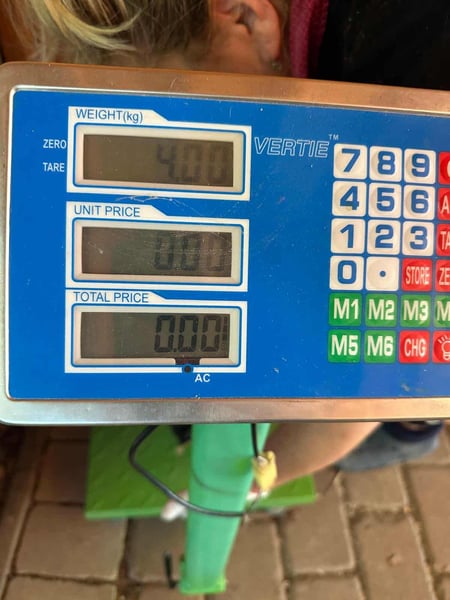 WEIGHT(kg)
ZERO
TARE
4.00
VERTIE™
UNIT PRICE
0.00
TOTAL PRICE
0.00
AC
7 8 9
4 5 6
1 2 3
0 . STORE
M1 M2 M3
M5 M6 CHG